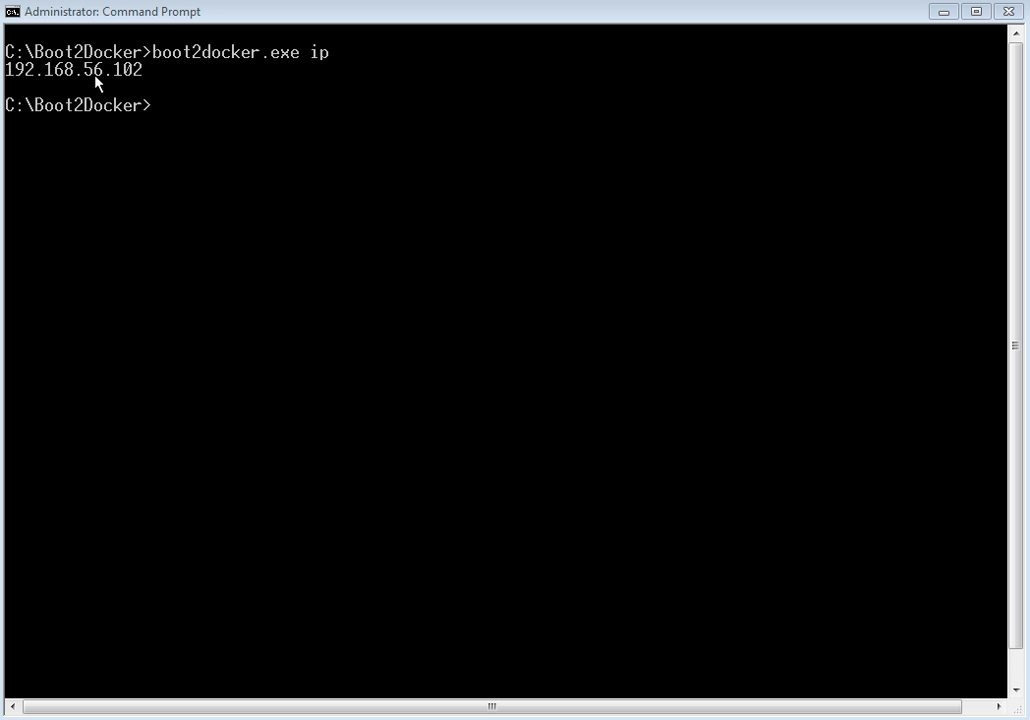 Administrator: Command Prompt
C:\Boot2Docker>boot2docker.exe ip
192.168.56.102
C:\Boot2Docker>